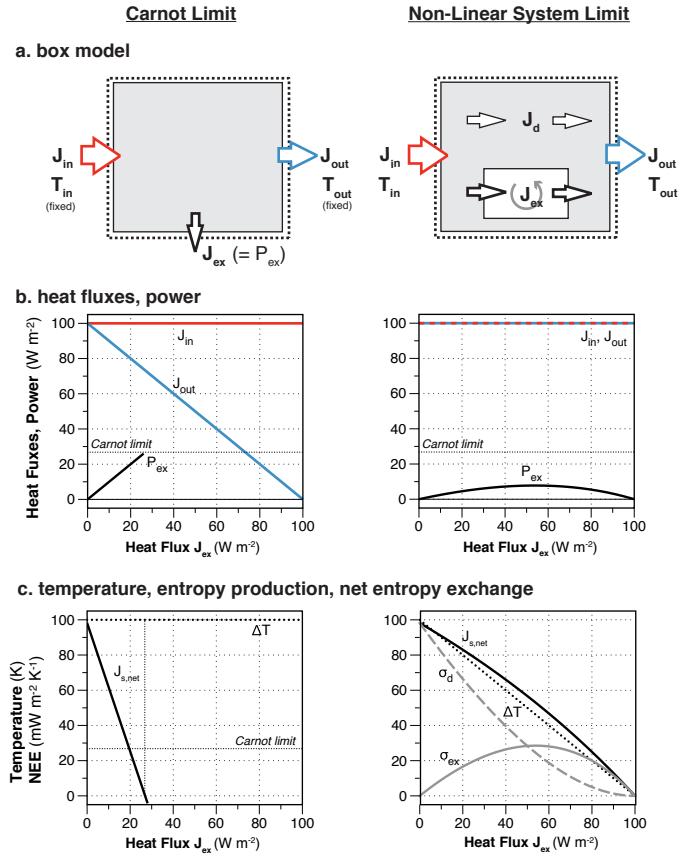 Carnot Limit
Non-Linear System Limit
a. box model
J_in
T_in
(fixed)
J_out
T_out
(fixed)
J_ex (= P_ex)
J_in
T_in
J_d
J_ex
J_out
T_out
b. heat fluxes, power
Heat Fuxes, Power (W m-2)
100
80
60
40
20
0
J_in
J_out
Carnot limit
P_ex
0 20 40 60 80 100
Heat Flux J_ex (W m-2)
100
80
60
40
20
0
J_in, J_out
Carnot limit
P_ex
0 20 40 60 80 100
Heat Flux J_ex (W m-2)
c. temperature, entropy production, net entropy exchange
Temperature (K)
NEE (mW m-2 K-1)
100
80
60
40
20
0
ΔT
J_s,net
Carnot limit
0 20 40 60 80 100
Heat Flux J_ex (W m-2)
100
80
60
40
20
0
J_s,net
σ_d
ΔT
σ_ex
0 20 40 60 80 100
Heat Flux J_ex (W m-2)